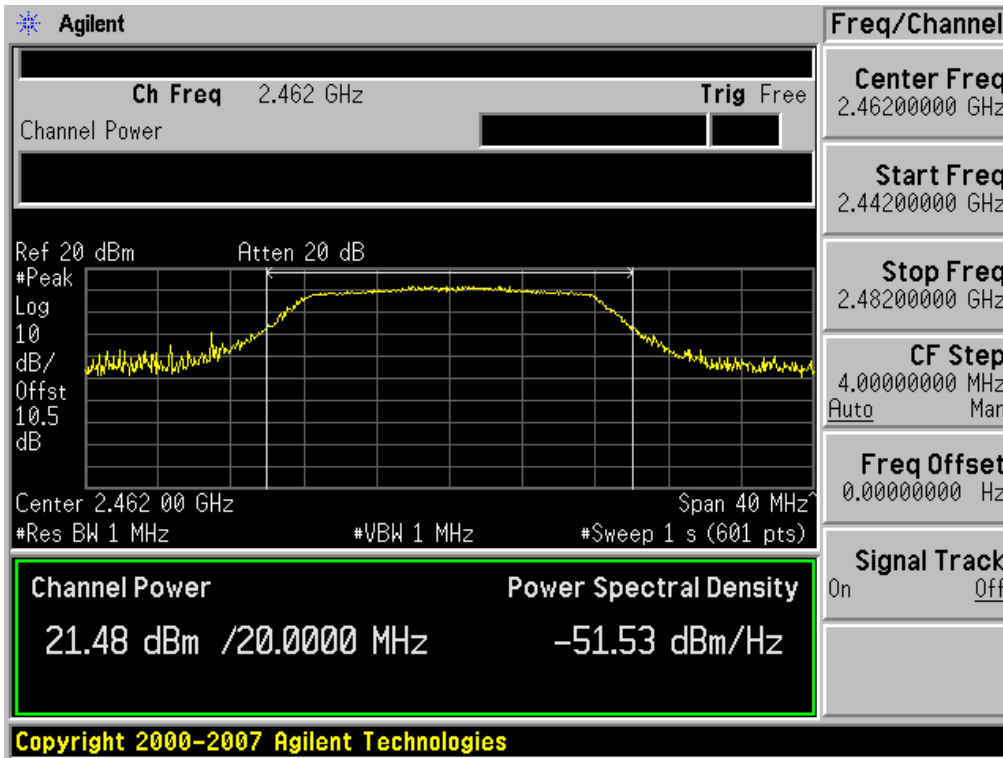 Agilent
Freq/Channel
Ch Freq 2.462 GHz Trig Free
Channel Power
Center Freq
2.46200000 GHz
Start Freq
2.44200000 GHz
Stop Freq
2.48200000 GHz
CF Step
4.00000000 MHz
Auto Man
Freq Offset
0.00000000 Hz
Signal Track
On Off
Ref 20 dBm Atten 20 dB
#Peak
Log
10
dB/
Offst
10.5
dB
Center 2.462 00 GHz Span 40 MHz^
#Res BW 1 MHz #VBW 1 MHz #Sweep 1 s (601 pts)
Channel Power Power Spectral Density
21.48 dBm /20.0000 MHz -51.53 dBm/Hz
Copyright 2000-2007 Agilent Technologies